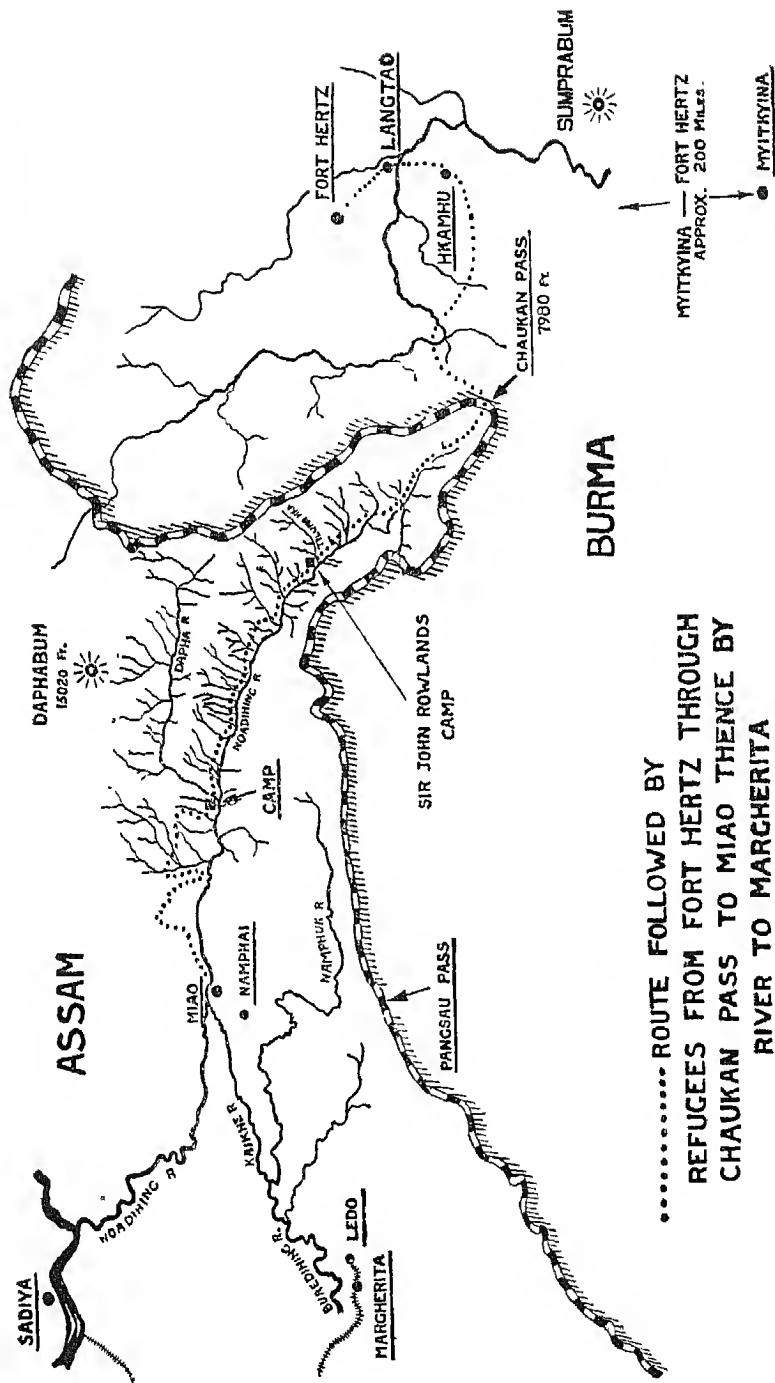 SADIYA
ASSAM
NOADIHING R
MIAO
NAMPHAI
KAIKHE R
NAMPHUK R
BUREDIHING R.
LEDO
MARGHERITA
PANGSAU PASS
DAPHABUM
15020 Ft.
DAPHA R
NOADIHING R
CAMP
SIR JOHN ROWLANDS
CAMP
FORT HERTZ
LANGTAO
HKAMHU
CHAUKAN PASS
7980 Ft.
SUMPRABUM
MYITKYINA — FORT HERTZ
APPROX. 200 MILES.
MYITKYINA
BURMA
.......... ROUTE FOLLOWED BY
REFUGEES FROM FORT HERTZ THROUGH
CHAUKAN PASS TO MIAO THENCE BY
RIVER TO MARGHERITA